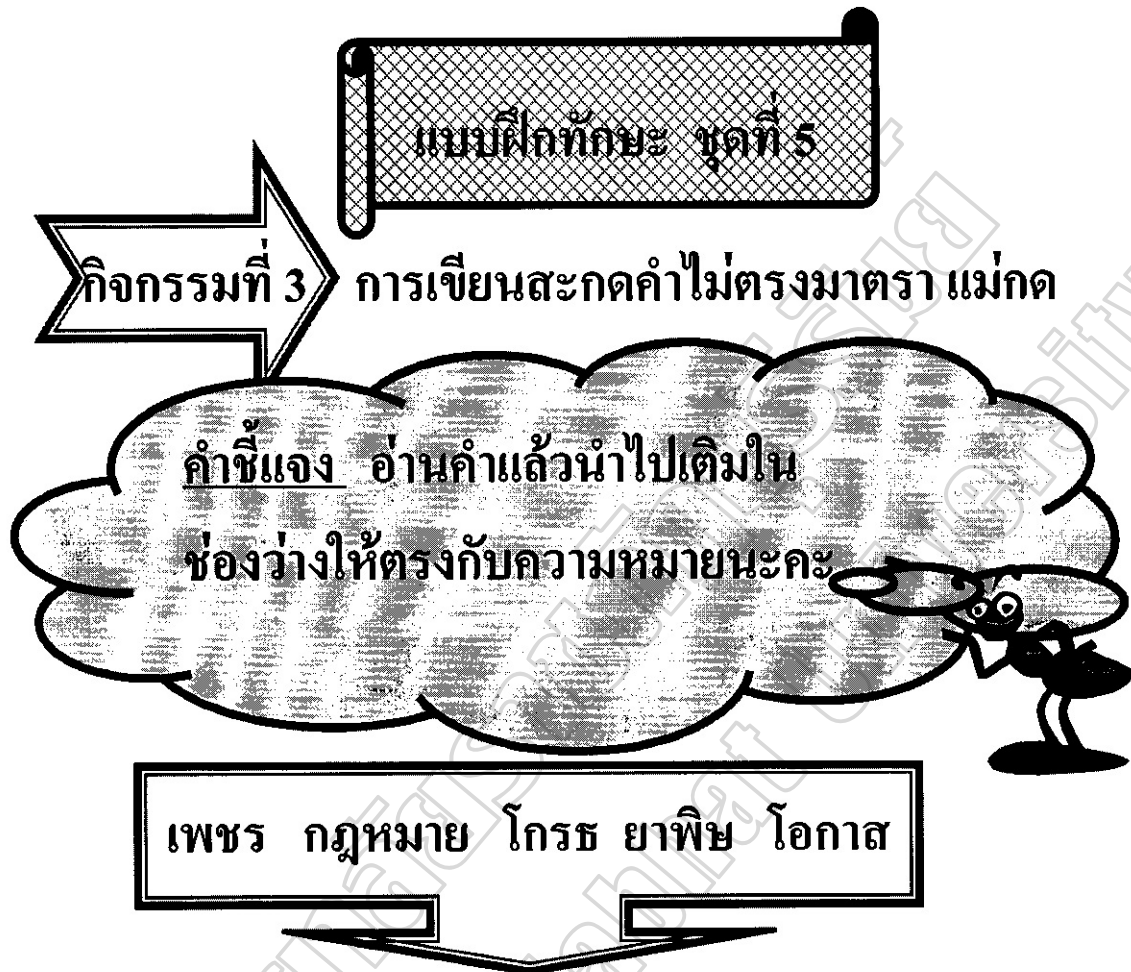 แบบฝึกทักษะ ชุดที่ 5
กิจกรรมที่ 3 การเขียนสะกดคำไม่ตรงมาตรา แม่กด
คำชี้แจง อ่านคำแล้วนำไปเติมใน
ช่องว่างให้ตรงกับความหมายนะคะ
เพชร กฎหมาย โกรธ ยาพิษ โอกาส